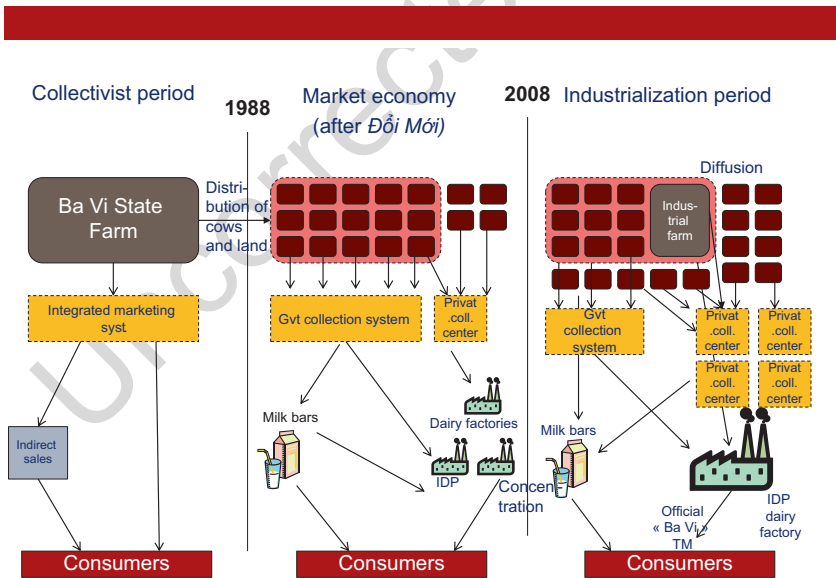 Collectivist period
1988
Market economy
(after Đổi Mới)
2008
Industrialization period
Ba Vi State
Farm
Distri-
bution of
cows
and land
Diffusion
Indus-
trial
farm
Integrated marketing
syst
Gvt collection system
Privat
.coll.
center
Gvt
collection
system
Privat
.coll.
center
Privat
.coll.
center
Privat
.coll.
center
Privat
.coll.
center
Indirect
sales
Milk bars
Dairy factories
IDP
Concen-
tration
Milk bars
Official
« Ba Vi »
TM
IDP
dairy
factory
Consumers
Consumers
Consumers